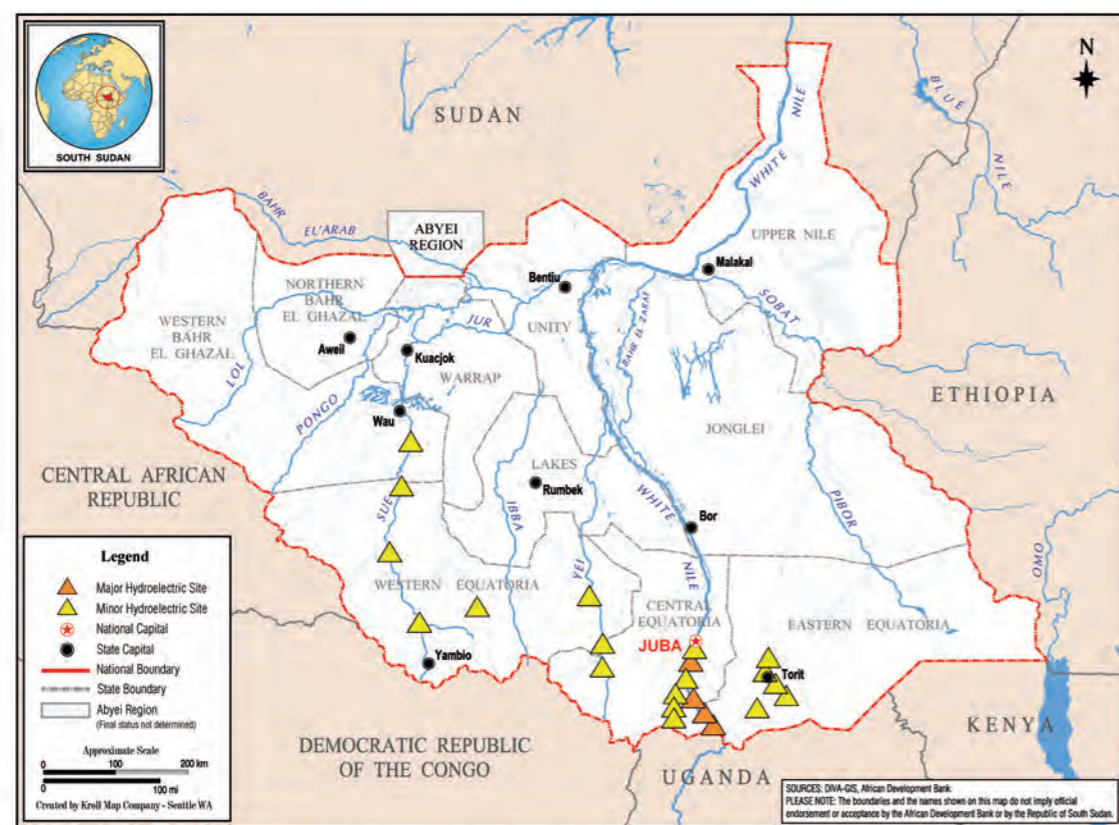 SOUTH SUDAN
SUDAN
N
BLUE
NILE
NILE
WHITE
BAHR
EL'ARAB
ABYEI
REGION
UPPER NILE
Malakal
Bentiu
NORTHERN
BAHR
EL GHAZAL
WESTERN
BAHR
EL GHAZAL
UNITY
JUR
BAHR EL ZARAF
SOBAT
Aweil
Kuacjok
WARRAP
LOL
PONGO
ETHIOPIA
Wau
JONGLEI
CENTRAL AFRICAN
REPUBLIC
LAKES
Rumbek
SUE
IBBA
WHITE
NILE
Bor
PIBOR
OMO
YEI
WESTERN EQUATORIA
CENTRAL
EQUATORIA
EASTERN EQUATORIA
JUBA
Yambio
Torit
KENYA
DEMOCRATIC REPUBLIC
OF THE CONGO
UGANDA
Legend
Major Hydroelectric Site
Minor Hydroelectric Site
National Capital
State Capital
National Boundary
State Boundary
Abyei Region
(Final status not determined)
Approximate Scale
0 100 200 km
0 100 mi
Created by Kroll Map Company - Seattle WA
SOURCES: DIVA-GIS, African Development Bank
PLEASE NOTE: The boundaries and the names shown on this map do not imply official
endorsement or acceptance by the African Development Bank or by the Republic of South Sudan.